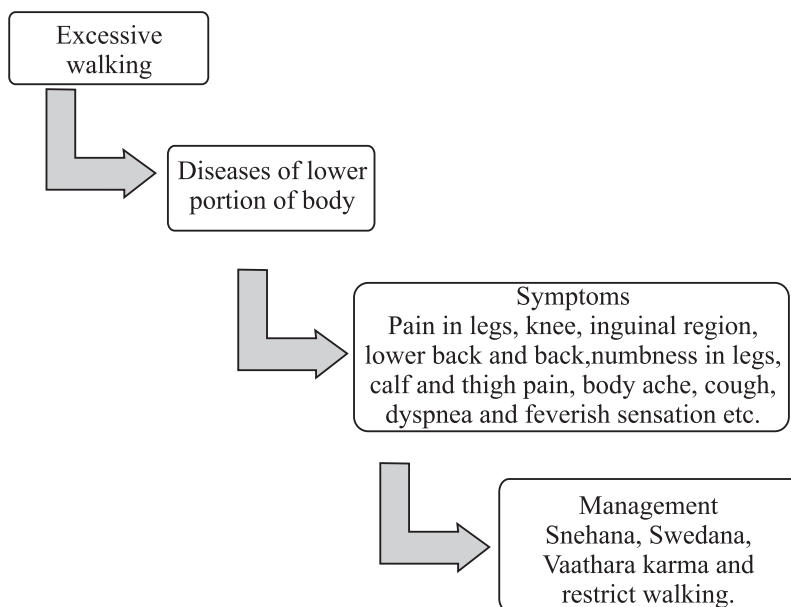 Excessive
walking
Diseases of lower
portion of body
Symptoms
Pain in legs, knee, inguinal region,
lower back and back,numbness in legs,
calf and thigh pain, body ache, cough,
dyspnea and feverish sensation etc.
Management
Snehana, Swedana,
Vaathara karma and
restrict walking.